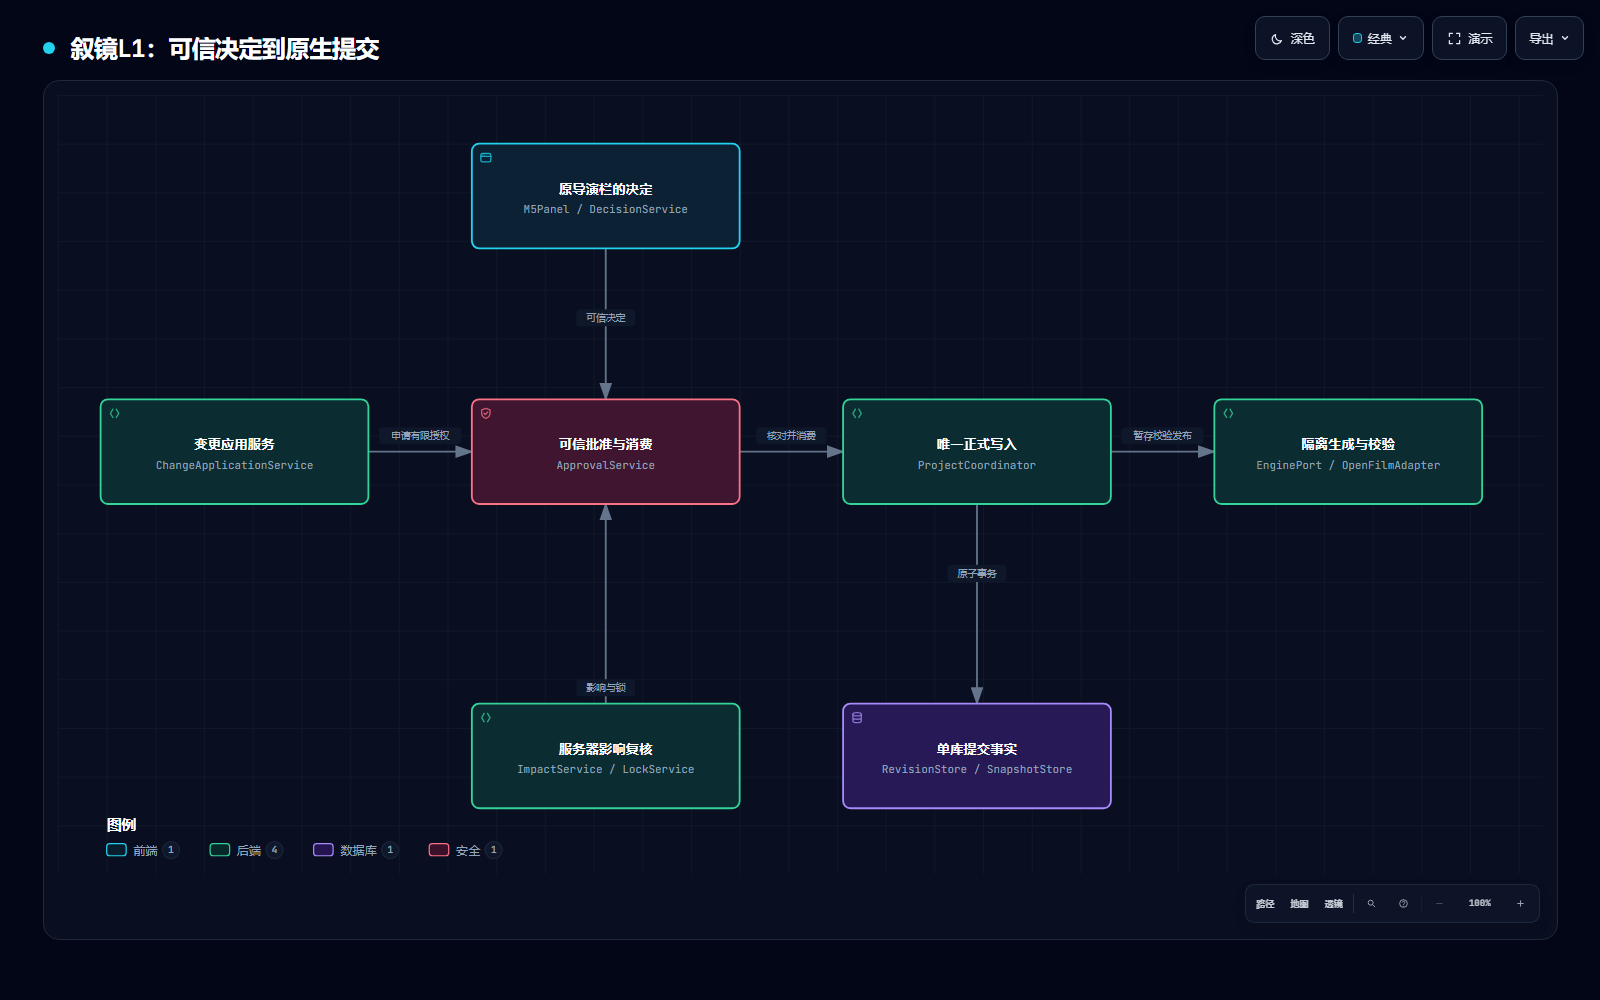 叙镜L1：可信决定到原生提交
深色
经典
演示
导出
原导演栏的决定
M5Panel / DecisionService
可信决定
变更应用服务
ChangeApplicationService
申请有限授权
可信批准与消费
ApprovalService
核对并消费
唯一正式写入
ProjectCoordinator
暂存校验发布
隔离生成与校验
EnginePort / OpenFilmAdapter
原子事务
影响与锁
服务器影响复核
ImpactService / LockService
单库提交事实
RevisionStore / SnapshotStore
图例
前端 1
后端 4
数据库 1
安全 1
路径 地图 透镜 100%